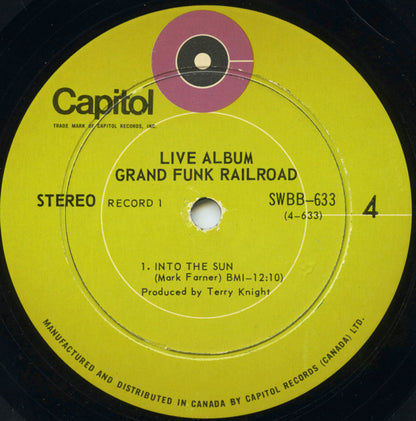 Capitol
TRADE MARK OF CAPITOL RECORDS, INC.
LIVE ALBUM
GRAND FUNK RAILROAD
STEREO RECORD 1 SWBB-633 4
(4-633)
1. INTO THE SUN
(Mark Farner) BMI-12:10)
Produced by Terry Knight
MANUFACTURED AND DISTRIBUTED IN CANADA BY CAPITOL RECORDS (CANADA) LTD.